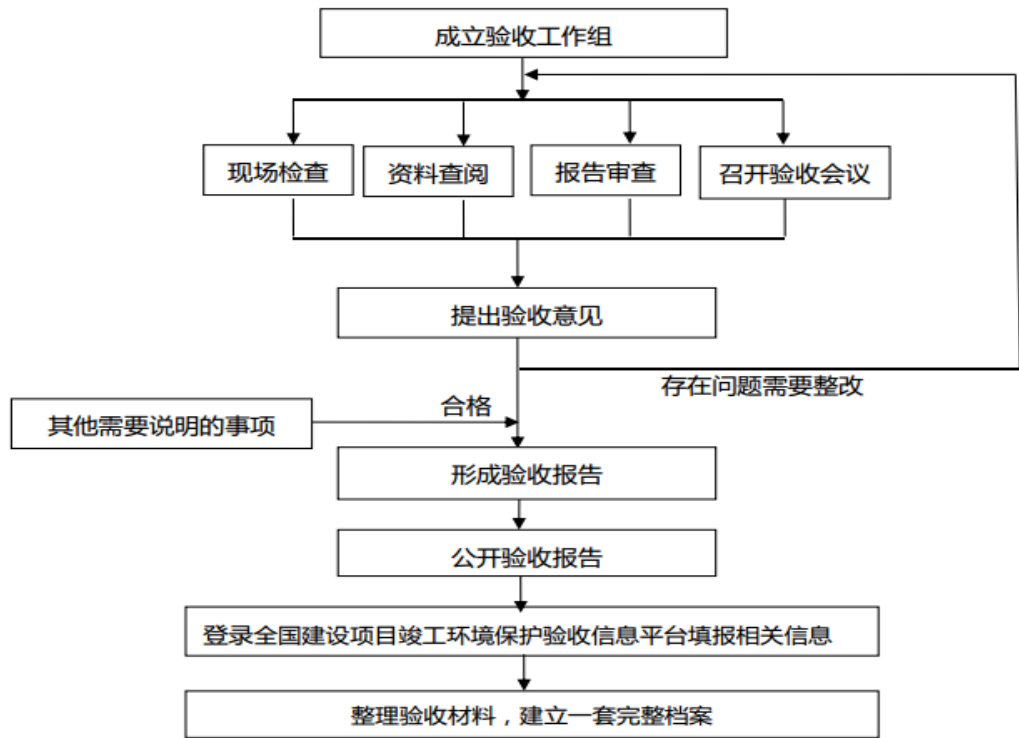 成立验收工作组
现场检查
资料查阅
报告审查
召开验收会议
提出验收意见
存在问题需要整改
合格
其他需要说明的事项
形成验收报告
公开验收报告
登录全国建设项目竣工环境保护验收信息平台填报相关信息
整理验收材料，建立一套完整档案